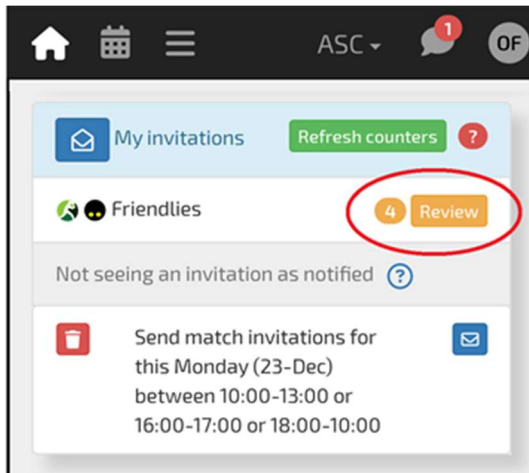 ASC 1 OF
My invitations Refresh counters ?
Friendlies 4 Review
Not seeing an invitation as notified ?
Send match invitations for
this Monday (23-Dec)
between 10:00-13:00 or
16:00-17:00 or 18:00-10:00